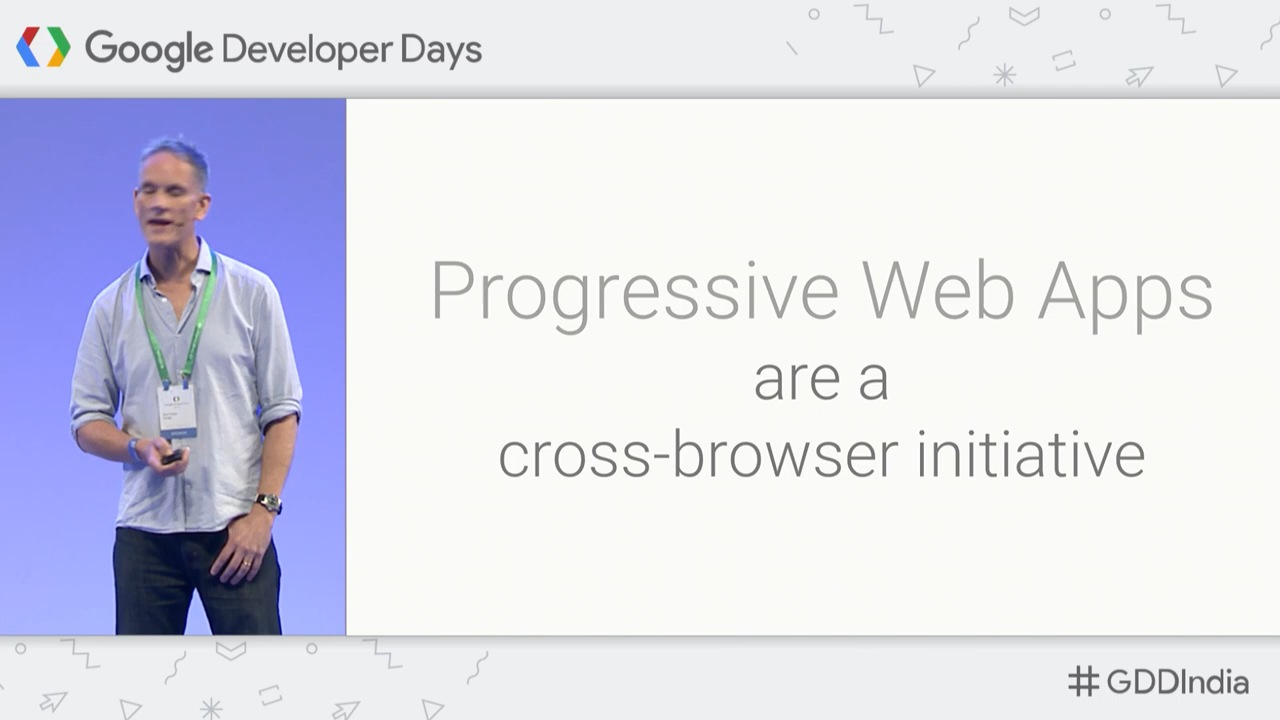 Google Developer Days
Progressive Web Apps
are a
cross-browser initiative
#GDDIndia